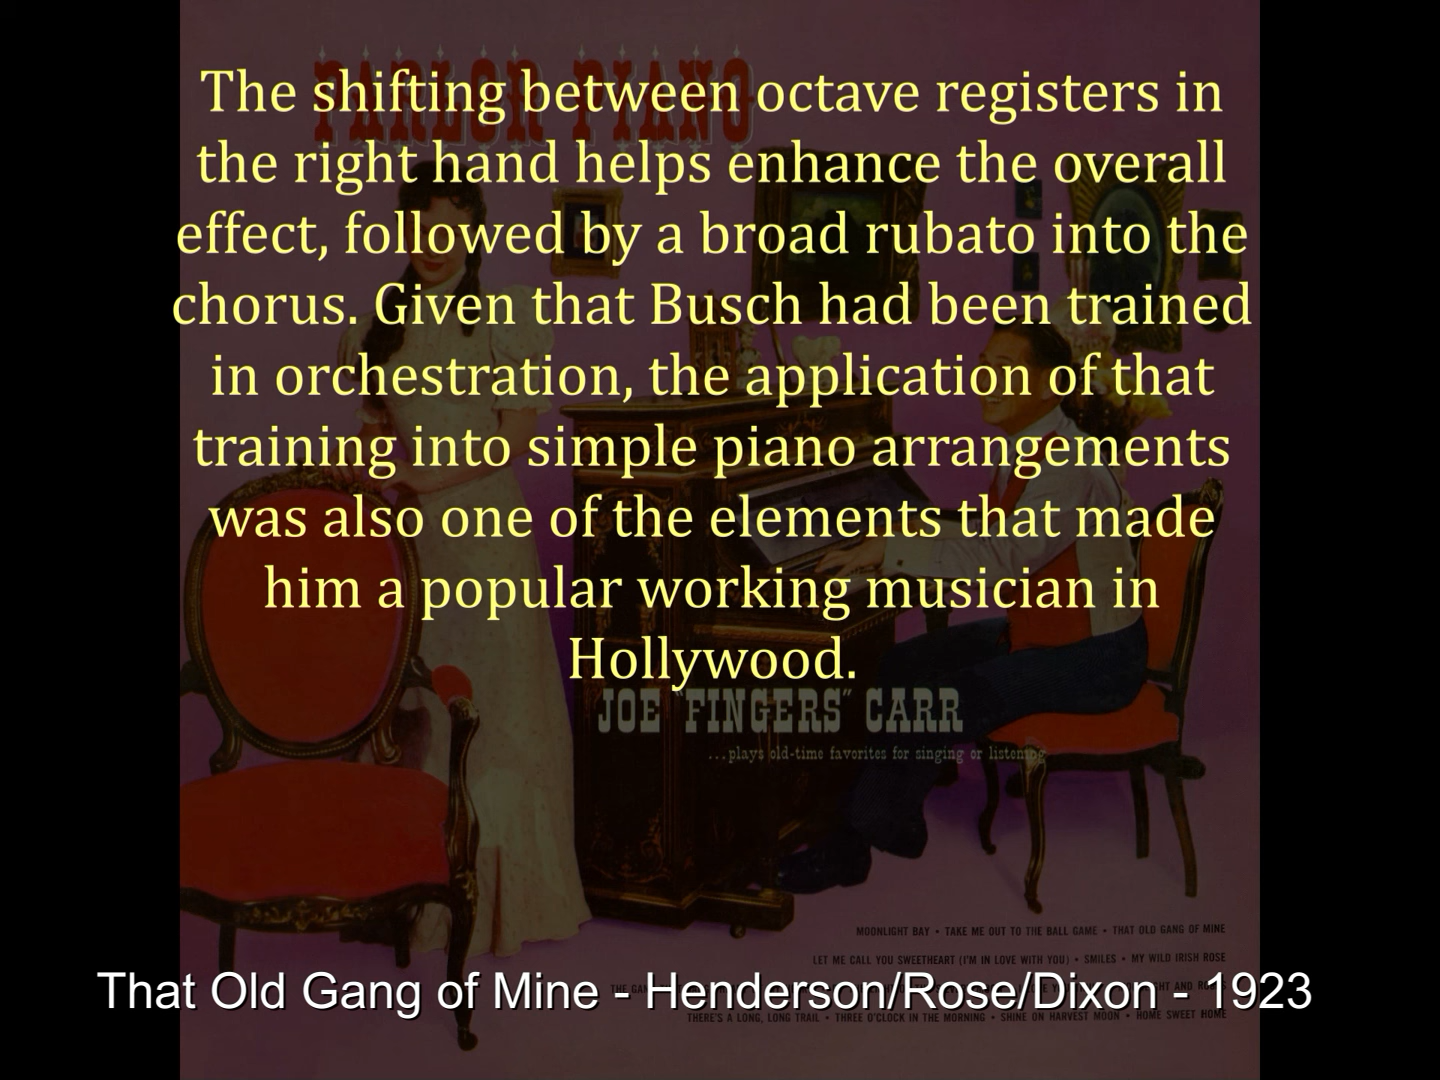 PARLOR PIANO
The shifting between octave registers in
the right hand helps enhance the overall
effect, followed by a broad rubato into the
chorus. Given that Busch had been trained
in orchestration, the application of that
training into simple piano arrangements
was also one of the elements that made
him a popular working musician in
Hollywood.
JOE "FINGERS" CARR
...plays old-time favorites for singing or listening
MOONLIGHT BAY • TAKE ME OUT TO THE BALL GAME • THAT OLD GANG OF MINE
LET ME CALL YOU SWEETHEART (I'M IN LOVE WITH YOU) • SMILES • MY WILD IRISH ROSE
That Old Gang of Mine - Henderson/Rose/Dixon - 1923
THERE'S A LONG, LONG TRAIL • THREE O'CLOCK IN THE MORNING • SHINE ON HARVEST MOON • HOME SWEET HOME